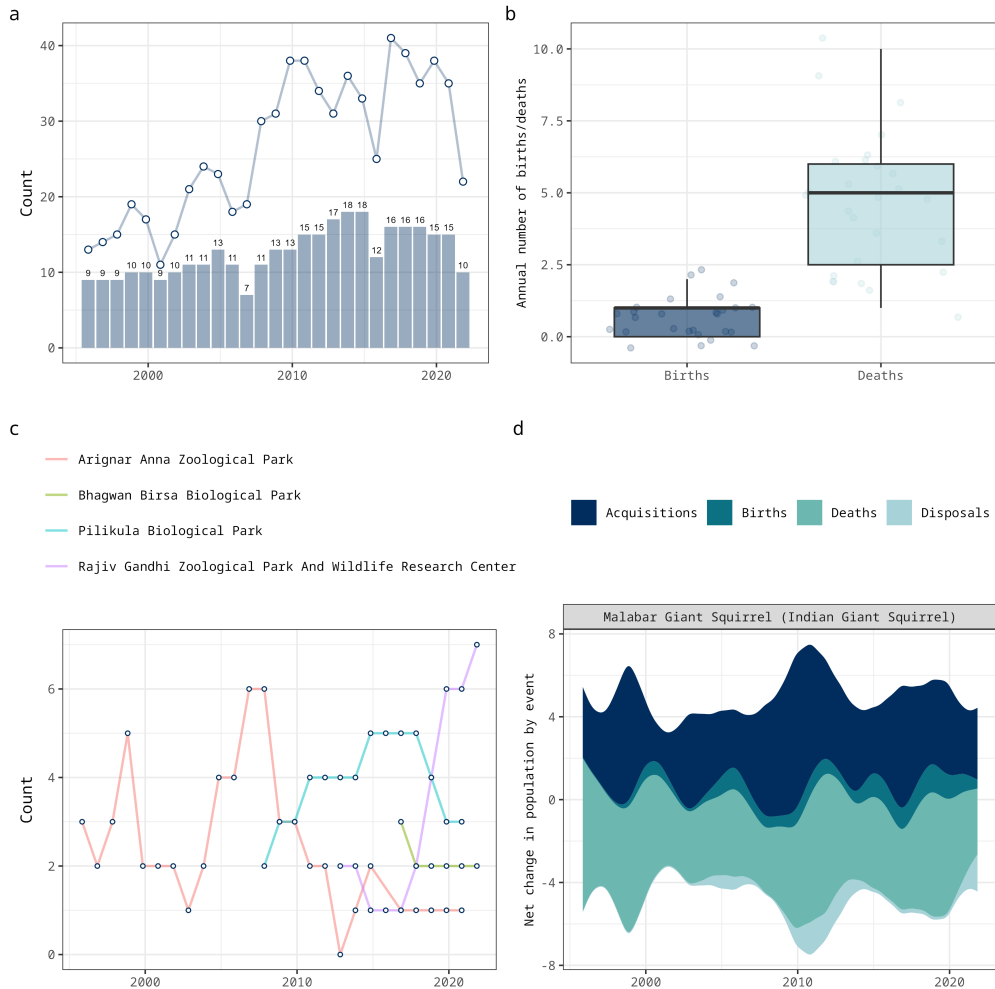 a
Count
40
30
20
10
0
9 9 9 10 10 9 10 11 11 13 11 7 11 13 13 15 15 17 18 18 12 16 16 16 15 15 10
2000 2010 2020
b
Annual number of births/deaths
10.0
7.5
5.0
2.5
0.0
Births Deaths
c
Arignar Anna Zoological Park
Bhagwan Birsa Biological Park
Pilikula Biological Park
Rajiv Gandhi Zoological Park And Wildlife Research Center
Count
6
4
2
0
2000 2010 2020
d
Acquisitions Births Deaths Disposals
Malabar Giant Squirrel (Indian Giant Squirrel)
Net change in population by event
8
4
0
-4
-8
2000 2010 2020